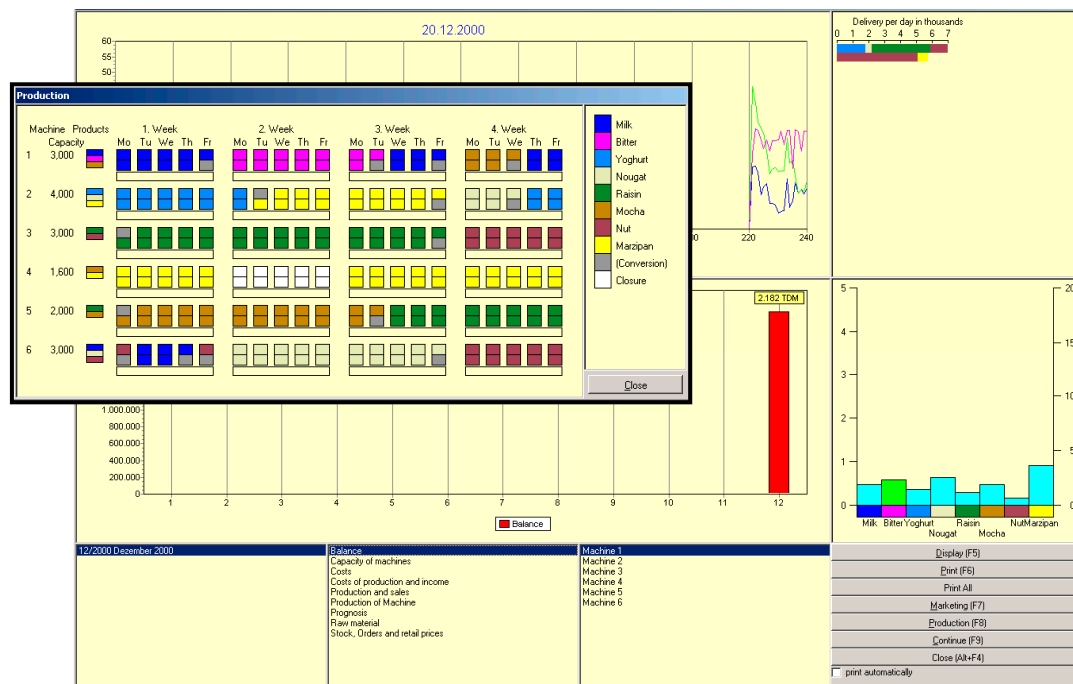 20.12.2000
60
55
50
220
230
240
Delivery per day in thousands
0 1 2 3 4 5 6 7
Production
Machine Products
Capacity
1. Week
2. Week
3. Week
4. Week
Mo Tu We Th Fr
Mo Tu We Th Fr
Mo Tu We Th Fr
Mo Tu We Th Fr
1 3,000
2 4,000
3 3,000
4 1,600
5 2,000
6 3,000
Milk
Bitter
Yoghurt
Nougat
Raisin
Mocha
Nut
Marzipan
(Conversion)
Closure
Close
2.182 TDM
1.000.000
800.000
600.000
400.000
200.000
0
1 2 3 4 5 6 7 8 9 10 11 12
Balance
5
4
3
2
1
0
20
15
10
5
0
Milk Bitter Yoghurt Nougat Raisin Mocha Nut Marzipan
12/2000 Dezember 2000
Balance
Capacity of machines
Costs
Costs of production and income
Production and sales
Production of Machine
Prognosis
Raw material
Stock, Orders and retail prices
Machine 1
Machine 2
Machine 3
Machine 4
Machine 5
Machine 6
Display (F5)
Print (F6)
Print All
Marketing (F7)
Production (F8)
Continue (F9)
Close (Alt+F4)
print automatically